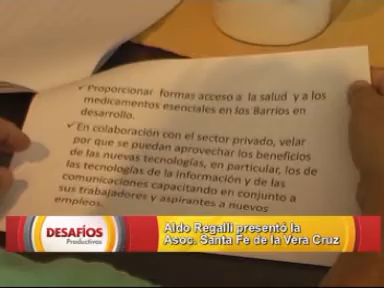 ✓Proporcionar formas acceso a la salud y a los
medicamentos esenciales en los Barrios en
desarrollo.
✓En colaboración con el sector privado, velar
por que se puedan aprovechar los beneficios
de las nuevas tecnologías, en particular, los de
las tecnologías de la información y de las
comunicaciones capacitando en conjunto a
sus trabajadores y aspirantes a nuevos
empleos.
DESAFÍOS
Productivos
Aldo Regalli presentó la
Asoc. Santa Fe de la Vera Cruz